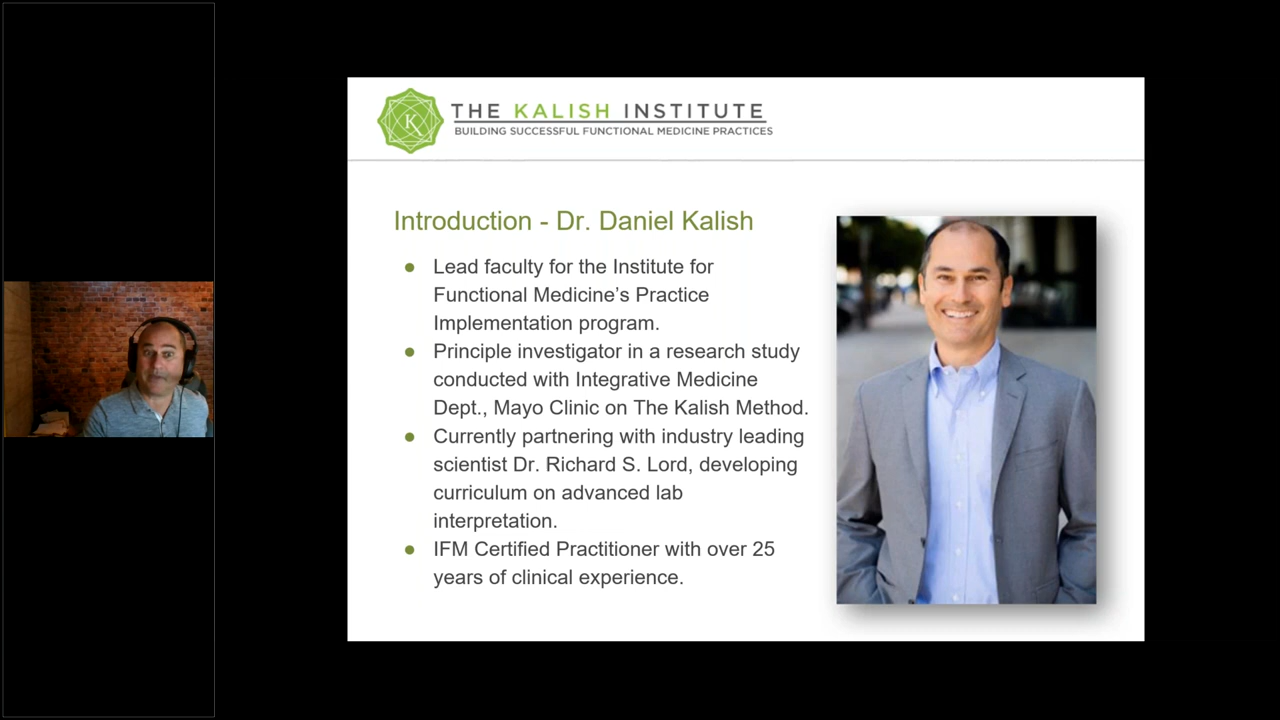 K
THE KALISH INSTITUTE
BUILDING SUCCESSFUL FUNCTIONAL MEDICINE PRACTICES
Introduction - Dr. Daniel Kalish
● Lead faculty for the Institute for
Functional Medicine’s Practice
Implementation program.
● Principle investigator in a research study
conducted with Integrative Medicine
Dept., Mayo Clinic on The Kalish Method.
● Currently partnering with industry leading
scientist Dr. Richard S. Lord, developing
curriculum on advanced lab
interpretation.
● IFM Certified Practitioner with over 25
years of clinical experience.